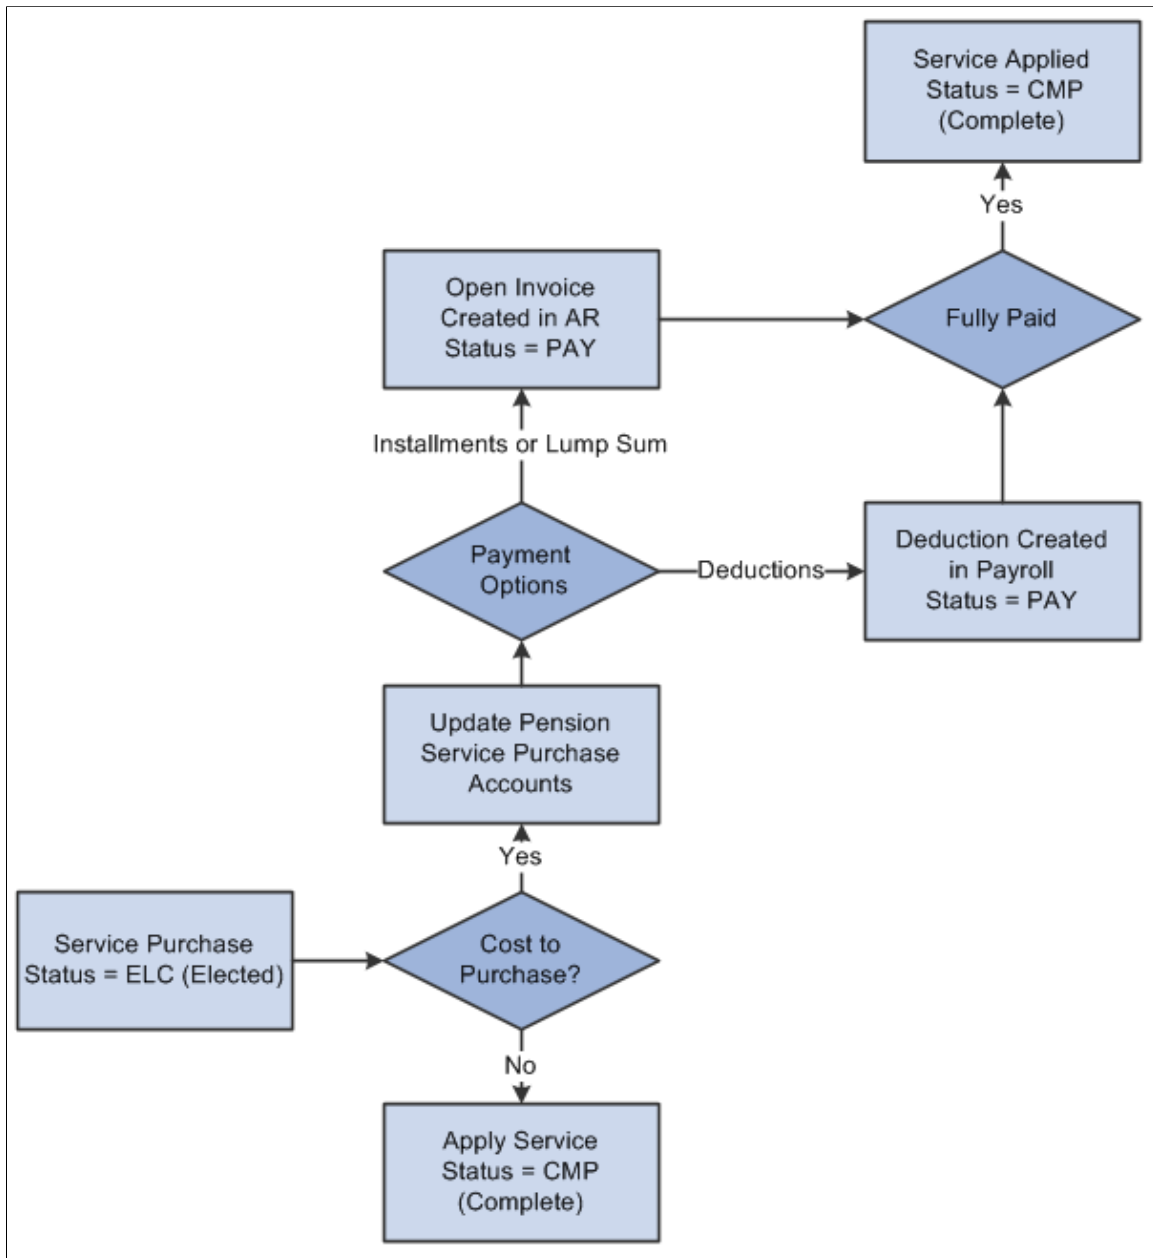 Service Applied
Status = CMP
(Complete)
Yes
Open Invoice
Created in AR
Status = PAY
Fully Paid
Installments or Lump Sum
Payment
Options
Deductions
Deduction Created
in Payroll
Status = PAY
Update Pension
Service Purchase
Accounts
Yes
Service Purchase
Status = ELC (Elected)
Cost to
Purchase?
No
Apply Service
Status = CMP
(Complete)